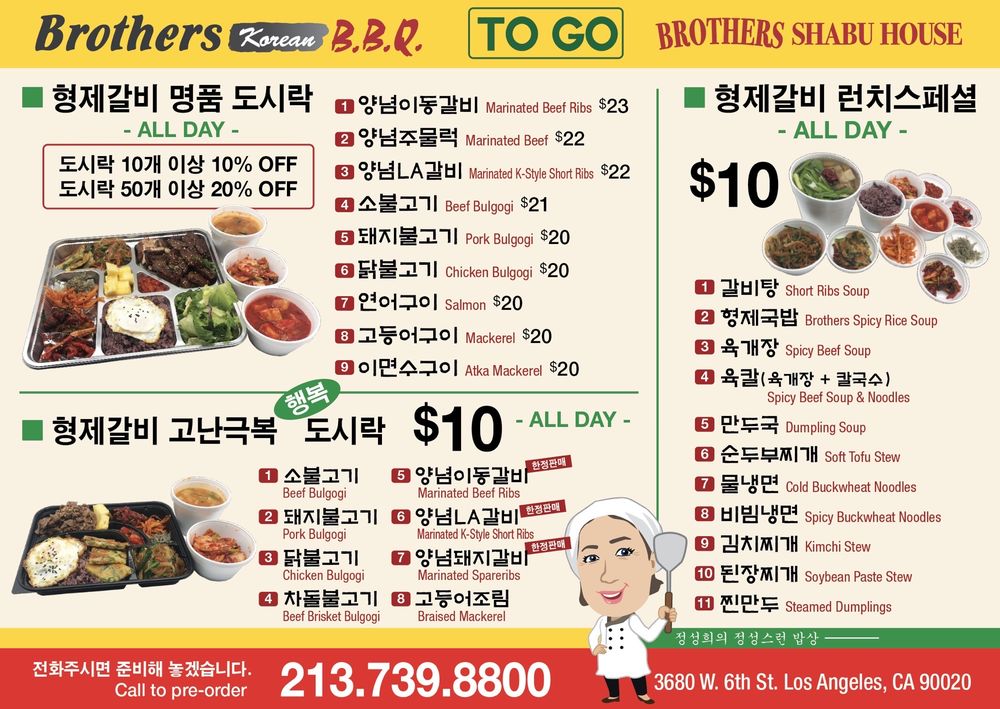 Brothers Korean B.B.Q.
TO GO
BROTHERS SHABU HOUSE
형제갈비 명품 도시락
- ALL DAY -
도시락 10개 이상 10% OFF
도시락 50개 이상 20% OFF
1 양념이동갈비 Marinated Beef Ribs $23
2 양념주물럭 Marinated Beef $22
3 양념LA갈비 Marinated K-Style Short Ribs $22
4 소불고기 Beef Bulgogi $21
5 돼지불고기 Pork Bulgogi $20
6 닭불고기 Chicken Bulgogi $20
7 연어구이 Salmon $20
8 고등어구이 Mackerel $20
9 이면수구이 Atka Mackerel $20
형제갈비 고난극복 행복 도시락 $10 - ALL DAY -
1 소불고기
Beef Bulgogi
2 돼지불고기
Pork Bulgogi
3 닭불고기
Chicken Bulgogi
4 차돌불고기
Beef Brisket Bulgogi
5 양념이동갈비 한정판매
Marinated Beef Ribs
6 양념LA갈비 한정판매
Marinated K-Style Short Ribs
7 양념돼지갈비 한정판매
Marinated Spareribs
8 고등어조림
Braised Mackerel
형제갈비 런치스페셜
- ALL DAY -
$10
1 갈비탕 Short Ribs Soup
2 형제국밥 Brothers Spicy Rice Soup
3 육개장 Spicy Beef Soup
4 육칼(육개장 + 칼국수)
Spicy Beef Soup & Noodles
5 만두국 Dumpling Soup
6 순두부찌개 Soft Tofu Stew
7 물냉면 Cold Buckwheat Noodles
8 비빔냉면 Spicy Buckwheat Noodles
9 김치찌개 Kimchi Stew
10 된장찌개 Soybean Paste Stew
11 찐만두 Steamed Dumplings
정성희의 정성스런 밥상
전화주시면 준비해 놓겠습니다.
Call to pre-order
213.739.8800
3680 W. 6th St. Los Angeles, CA 90020